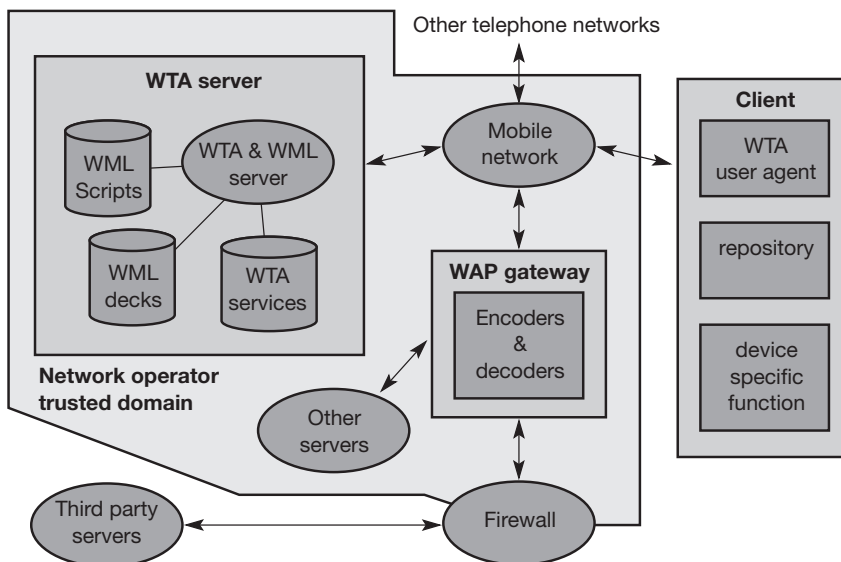 Other telephone networks
WTA server
WML
Scripts
WTA & WML
server
WML
decks
WTA
services
Network operator
trusted domain
Mobile
network
WAP gateway
Encoders
&
decoders
Other
servers
Third party
servers
Firewall
Client
WTA
user agent
repository
device
specific
function